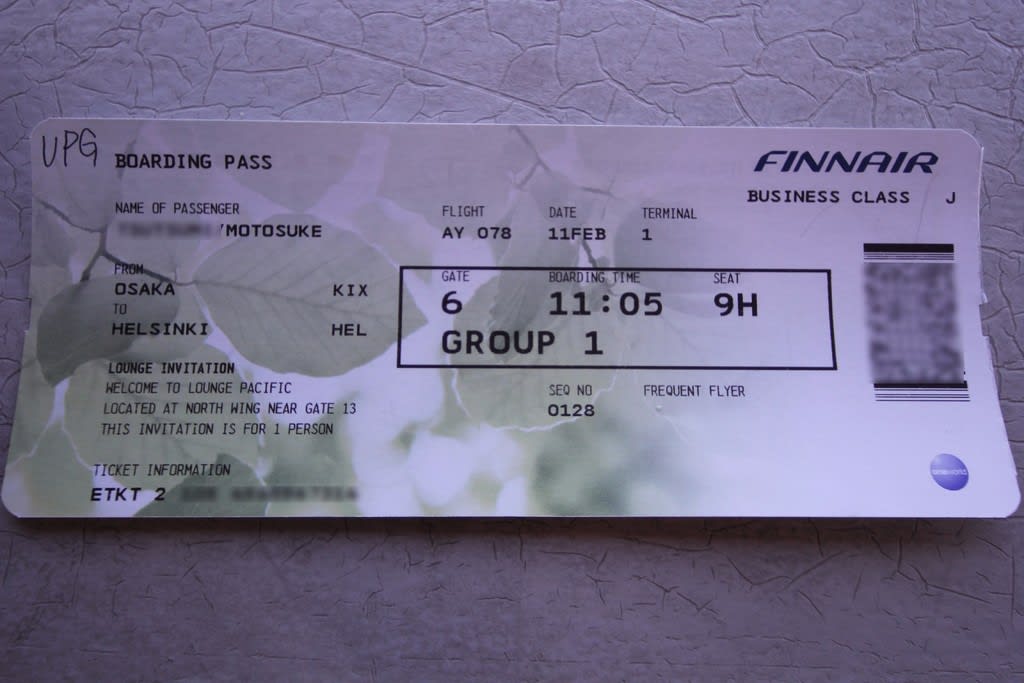 UPG
BOARDING PASS
FINNAIR
BUSINESS CLASS J
NAME OF PASSENGER
/MOTOSUKE
FLIGHT DATE TERMINAL
AY 078 11FEB 1
FROM
OSAKA KIX
TO
HELSINKI HEL
GATE BOARDING TIME SEAT
6 11:05 9H
GROUP 1
SEQ NO FREQUENT FLYER
0128
LOUNGE INVITATION
WELCOME TO LOUNGE PACIFIC
LOCATED AT NORTH WING NEAR GATE 13
THIS INVITATION IS FOR 1 PERSON
TICKET INFORMATION
ETKT 2
oneworld